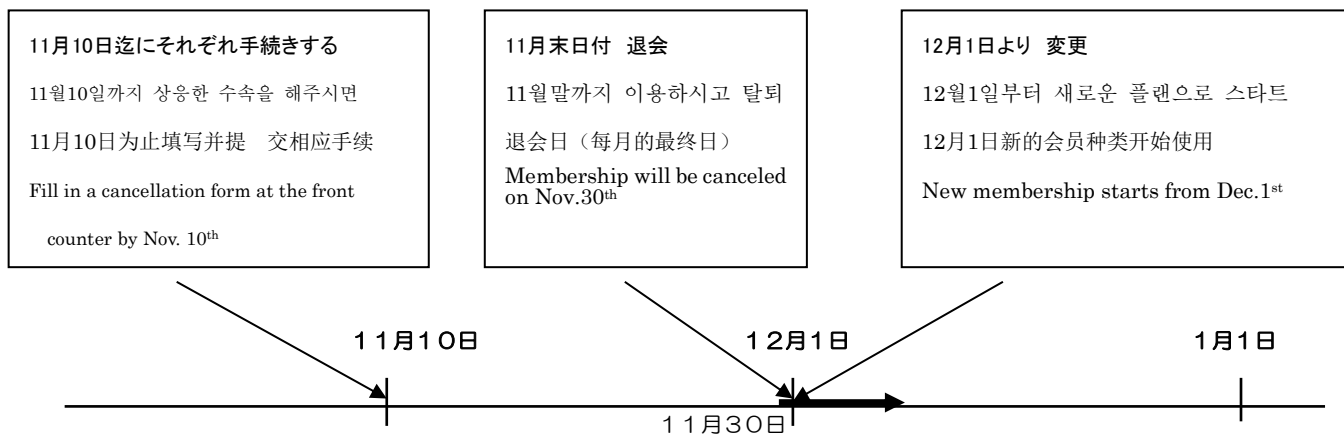 11月10日迄にそれぞれ手続きする
11월10일까지 상응한 수속을 해주시면
11月10日为止填写并提　交相应手续
Fill in a cancellation form at the front
counter by Nov. 10th
11月末日付　退会
11월말까지 이용하시고 탈퇴
退会日（每月的最终日）
Membership will be canceled
on Nov.30th
12月1日より 変更
12월1일부터 새로운 플랜으로 스타트
12月1日新的会员种类开始使用
New membership starts from Dec.1st
１１月１０日
１２月１日
１月１日
１１月３０日